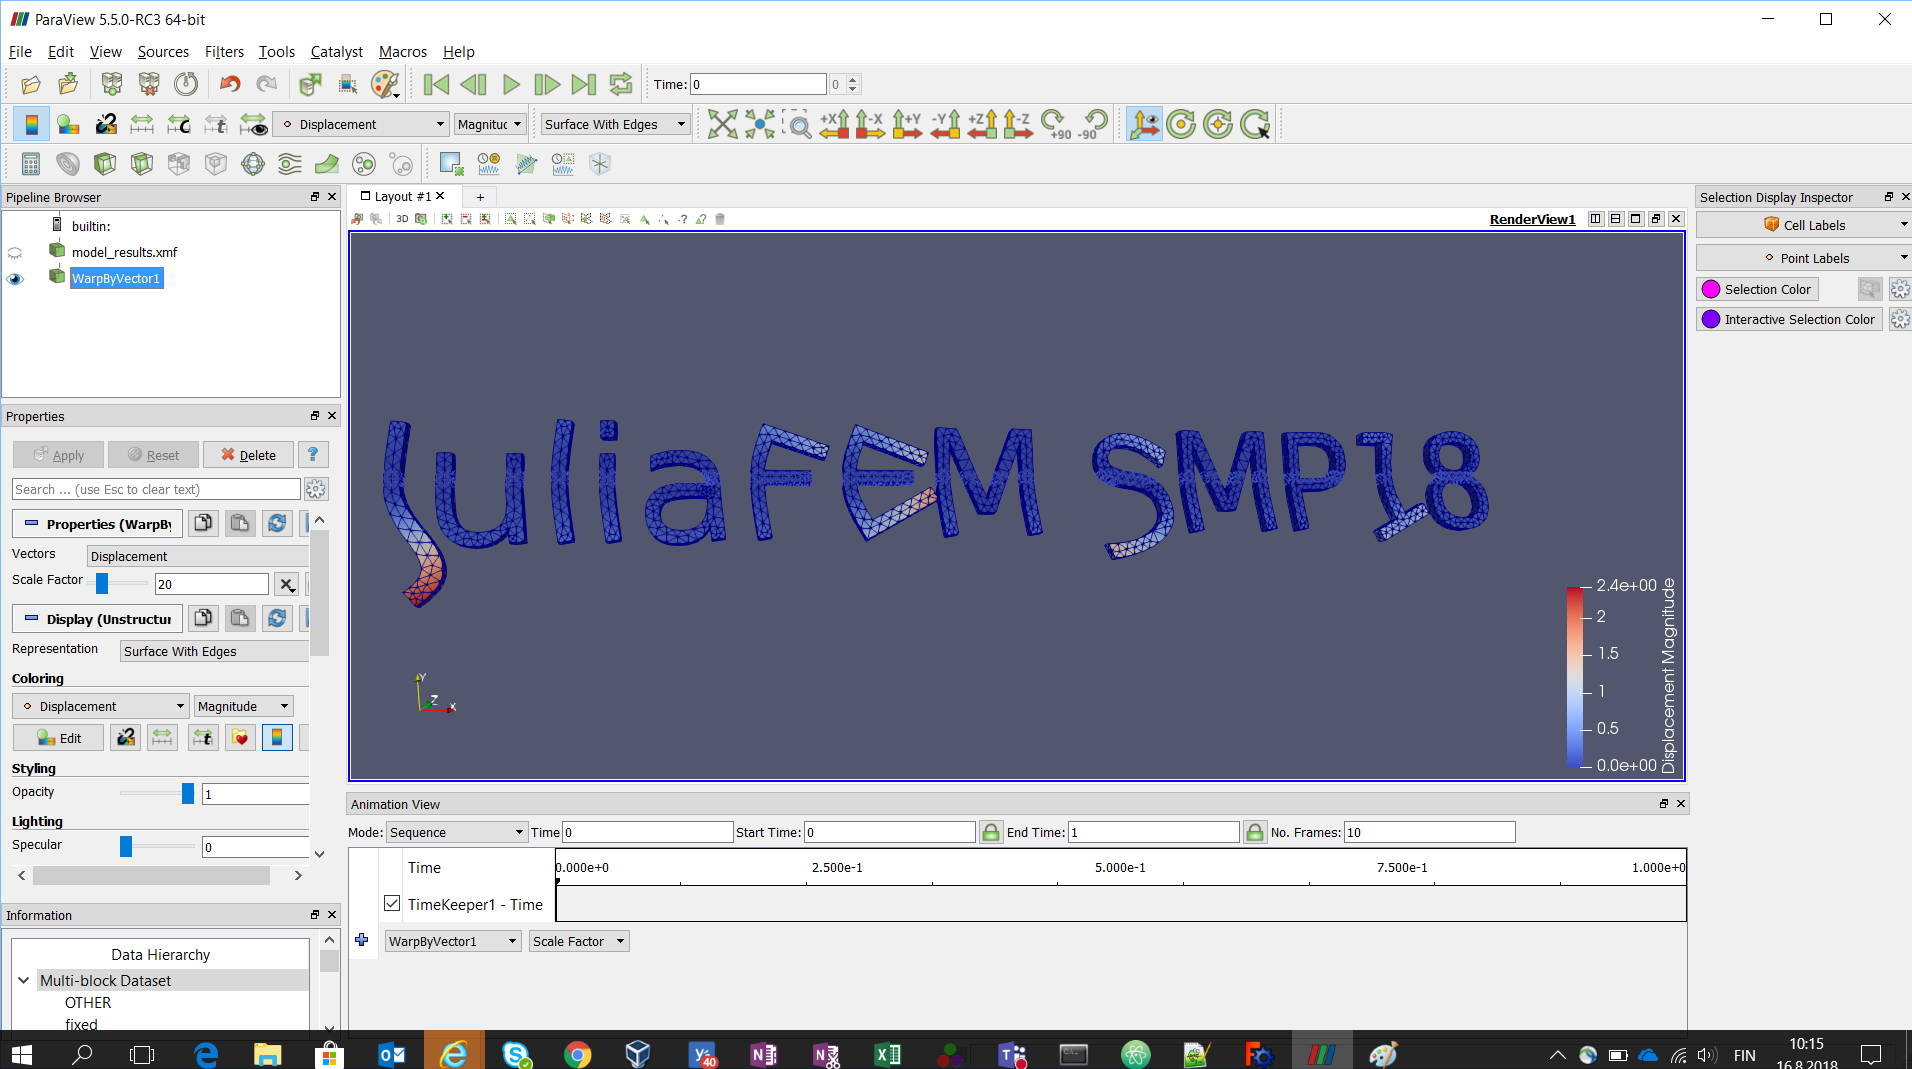 ParaView 5.5.0-RC3 64-bit
File Edit View Sources Filters Tools Catalyst Macros Help
Time: 0 0
Displacement Magnituc Surface With Edges +X -X +Y -Y +Z -Z +90 -90
Pipeline Browser
builtin:
model_results.xmf
WarpByVector1
Properties
Apply Reset Delete ?
Search ... (use Esc to clear text)
Properties (WarpBy
Vectors Displacement
Scale Factor 20
Display (Unstructur
Representation Surface With Edges
Coloring
Displacement Magnitude
Edit
Styling
Opacity 1
Lighting
Specular 0
Information
Data Hierarchy
Multi-block Dataset
OTHER
fixed
Layout #1 +
3D
RenderView1
JuliaFEM SMP18
Y
Z
X
2.4e+00
2
1.5
1
0.5
0.0e+00
Displacement Magnitude
Selection Display Inspector
Cell Labels
Point Labels
Selection Color
Interactive Selection Color
Animation View
Mode: Sequence Time 0 Start Time: 0 End Time: 1 No. Frames: 10
Time 0.000e+0 2.500e-1 5.000e-1 7.500e-1 1.000e+0
TimeKeeper1 - Time
WarpByVector1 Scale Factor
40
FIN
10:15
16.8.2018